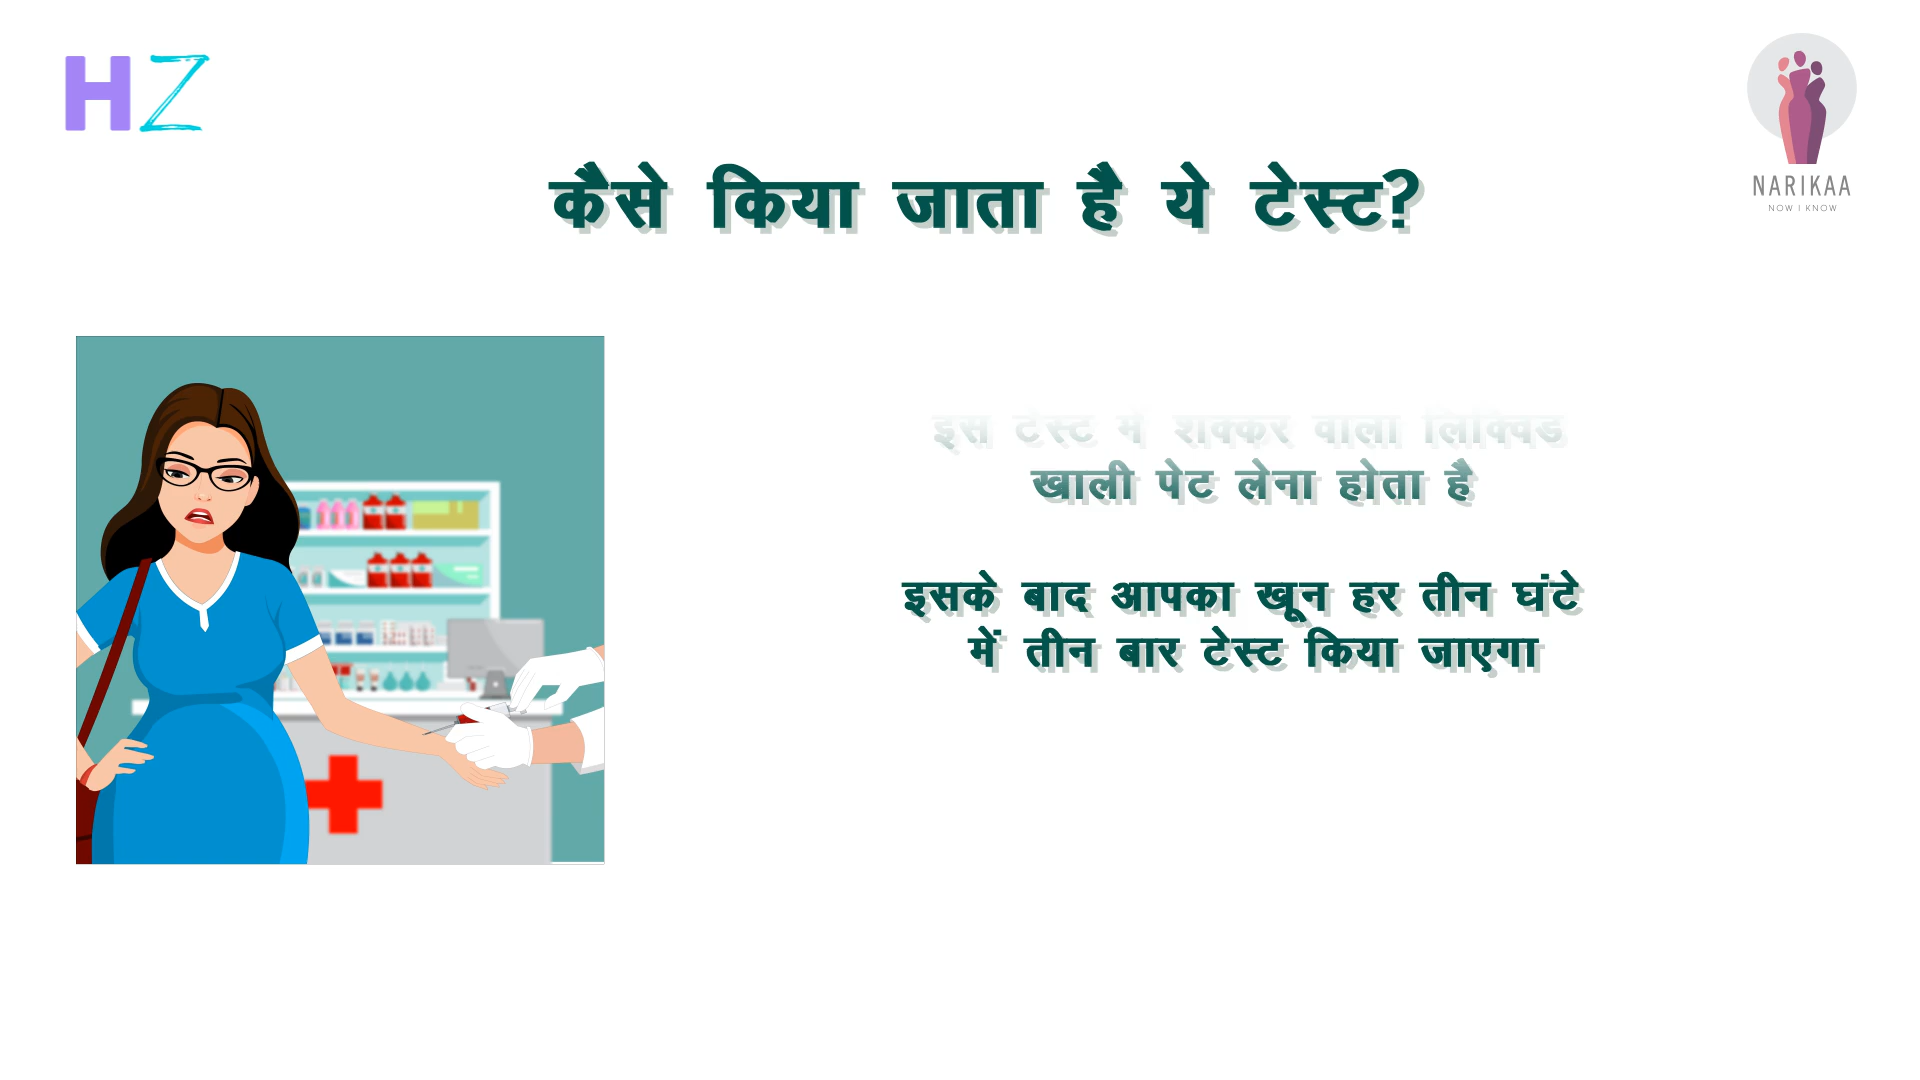 HZ
NARIKAA
NOW I KNOW
कैसे किया जाता है ये टेस्ट?
इस टेस्ट में शक्कर वाला लिक्विड
खाली पेट लेना होता है
इसके बाद आपका खून हर तीन घंटे
में तीन बार टेस्ट किया जाएगा